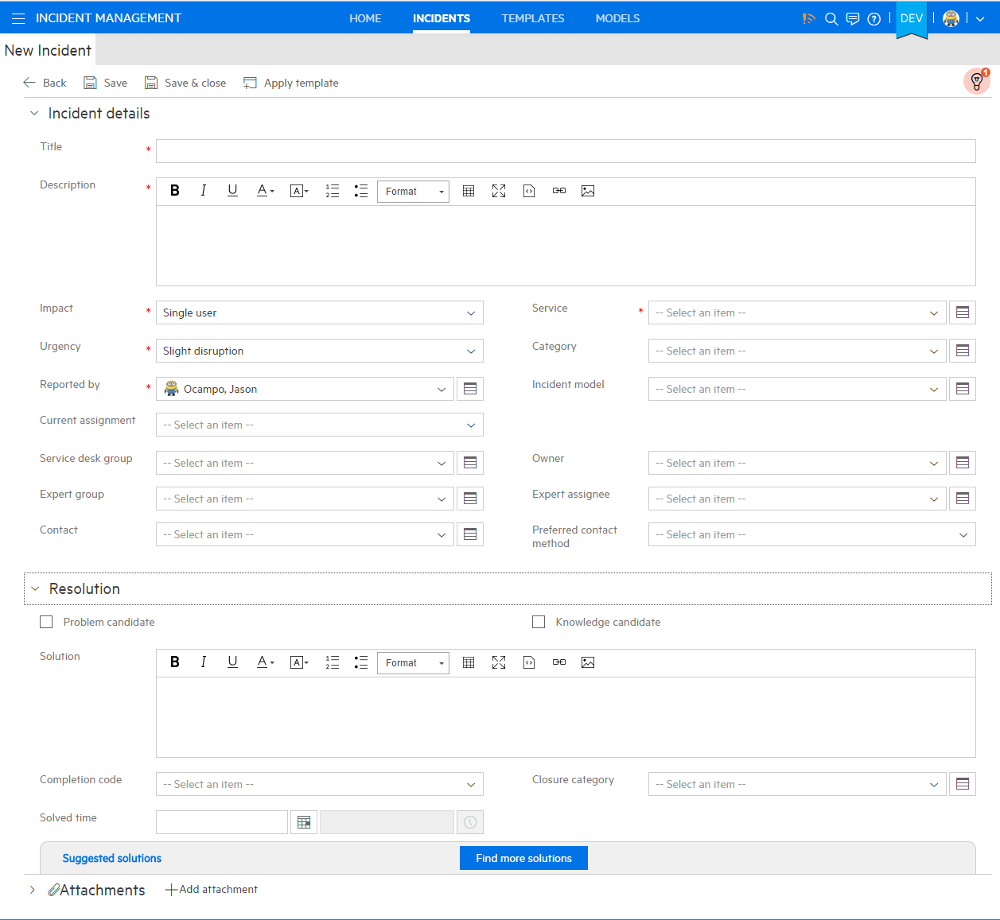 INCIDENT MANAGEMENT HOME INCIDENTS TEMPLATES MODELS DEV
New Incident
Back Save Save & close Apply template 1
Incident details
Title *
Description * B I U A A Format
Impact * Single user Service * -- Select an item --
Urgency * Slight disruption Category -- Select an item --
Reported by * Ocampo, Jason Incident model -- Select an item --
Current assignment -- Select an item --
Service desk group -- Select an item -- Owner -- Select an item --
Expert group -- Select an item -- Expert assignee -- Select an item --
Contact -- Select an item -- Preferred contact method -- Select an item --
Resolution
Problem candidate Knowledge candidate
Solution B I U A A Format
Completion code -- Select an item -- Closure category -- Select an item --
Solved time
Suggested solutions Find more solutions
Attachments Add attachment